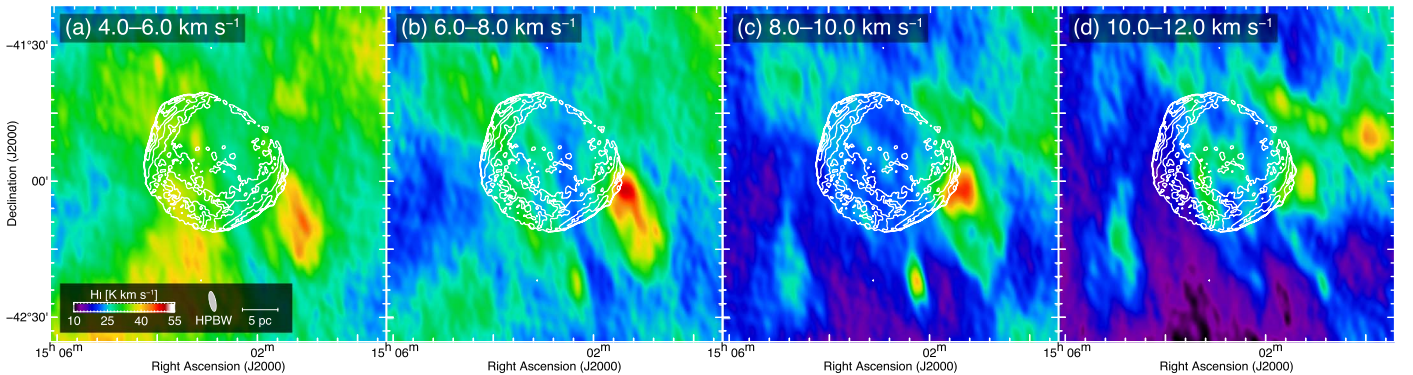 (a) 4.0–6.0 km s⁻¹
(b) 6.0–8.0 km s⁻¹
(c) 8.0–10.0 km s⁻¹
(d) 10.0–12.0 km s⁻¹
−41°30'
00'
−42°30'
Declination (J2000)
HI [K km s⁻¹]
10 25 40 55
HPBW
5 pc
15ʰ 06ᵐ 02ᵐ 15ʰ 06ᵐ 02ᵐ 15ʰ 06ᵐ 02ᵐ 15ʰ 06ᵐ 02ᵐ
Right Ascension (J2000) Right Ascension (J2000) Right Ascension (J2000) Right Ascension (J2000)